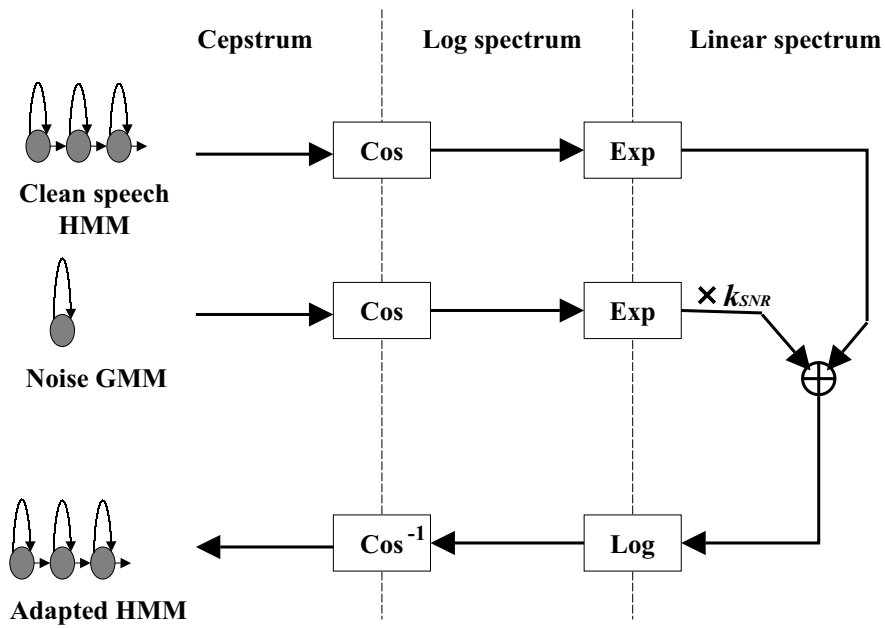 Cepstrum
Log spectrum
Linear spectrum
Cos
Exp
Clean speech
HMM
Cos
Exp
× kSNR
Noise GMM
Cos -1
Log
Adapted HMM